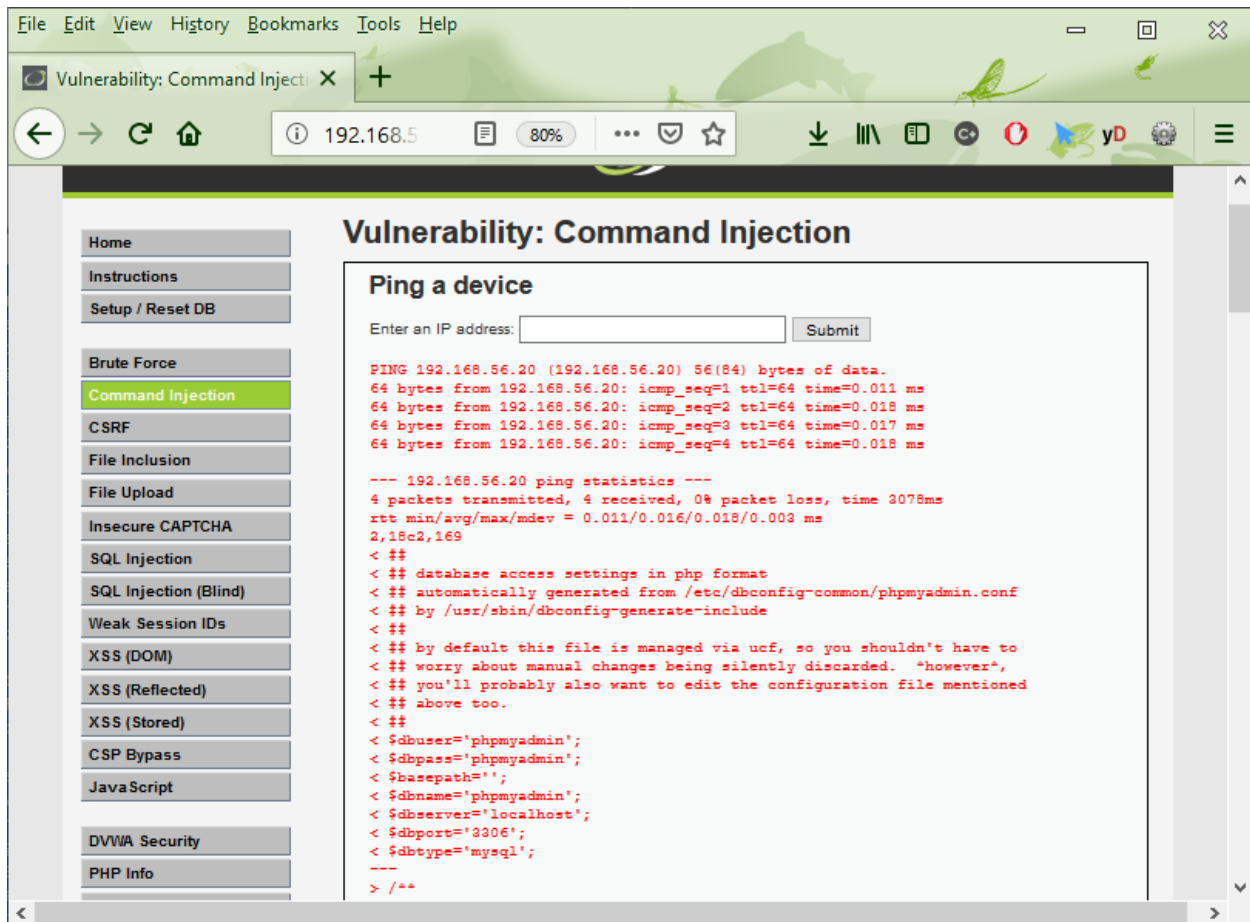 File Edit View History Bookmarks Tools Help
Vulnerability: Command Injecti
192.168.5 80%
yD
Vulnerability: Command Injection
Home
Instructions
Setup / Reset DB
Brute Force
Command Injection
CSRF
File Inclusion
File Upload
Insecure CAPTCHA
SQL Injection
SQL Injection (Blind)
Weak Session IDs
XSS (DOM)
XSS (Reflected)
XSS (Stored)
CSP Bypass
JavaScript
DVWA Security
PHP Info
Ping a device
Enter an IP address: Submit
PING 192.168.56.20 (192.168.56.20) 56(84) bytes of data.
64 bytes from 192.168.56.20: icmp_seq=1 ttl=64 time=0.011 ms
64 bytes from 192.168.56.20: icmp_seq=2 ttl=64 time=0.018 ms
64 bytes from 192.168.56.20: icmp_seq=3 ttl=64 time=0.017 ms
64 bytes from 192.168.56.20: icmp_seq=4 ttl=64 time=0.018 ms
--- 192.168.56.20 ping statistics ---
4 packets transmitted, 4 received, 0% packet loss, time 3078ms
rtt min/avg/max/mdev = 0.011/0.016/0.018/0.003 ms
2,18c2,169
< ##
< ## database access settings in php format
< ## automatically generated from /etc/dbconfig-common/phpmyadmin.conf
< ## by /usr/sbin/dbconfig-generate-include
< ##
< ## by default this file is managed via ucf, so you shouldn't have to
< ## worry about manual changes being silently discarded.  *however*,
< ## you'll probably also want to edit the configuration file mentioned
< ## above too.
< ##
< $dbuser='phpmyadmin';
< $dbpass='phpmyadmin';
< $basepath='';
< $dbname='phpmyadmin';
< $dbserver='localhost';
< $dbport='3306';
< $dbtype='mysql';
---
> /**